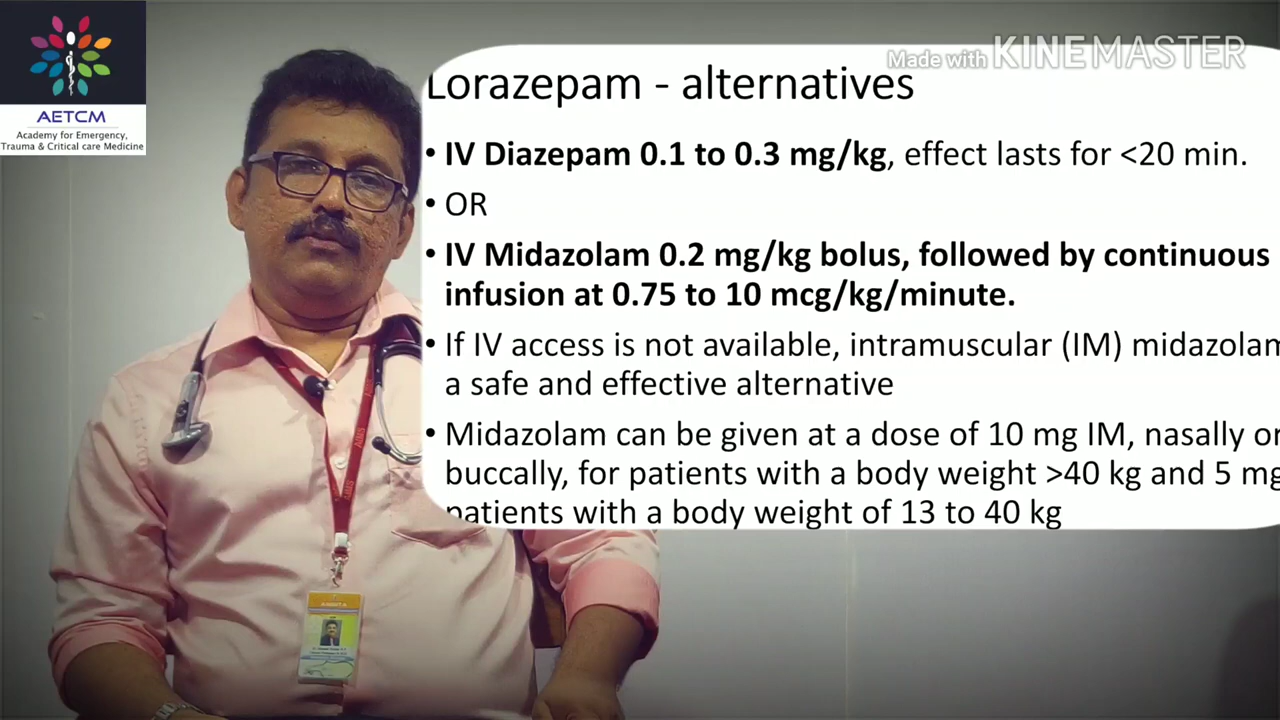 AETCM
Academy for Emergency,
Trauma & Critical care Medicine
Made with KINEMASTER
Lorazepam - alternatives
• IV Diazepam 0.1 to 0.3 mg/kg, effect lasts for <20 min.
• OR
• IV Midazolam 0.2 mg/kg bolus, followed by continuous
infusion at 0.75 to 10 mcg/kg/minute.
• If IV access is not available, intramuscular (IM) midazolam
a safe and effective alternative
• Midazolam can be given at a dose of 10 mg IM, nasally or
buccally, for patients with a body weight >40 kg and 5 mg
patients with a body weight of 13 to 40 kg
AIMS